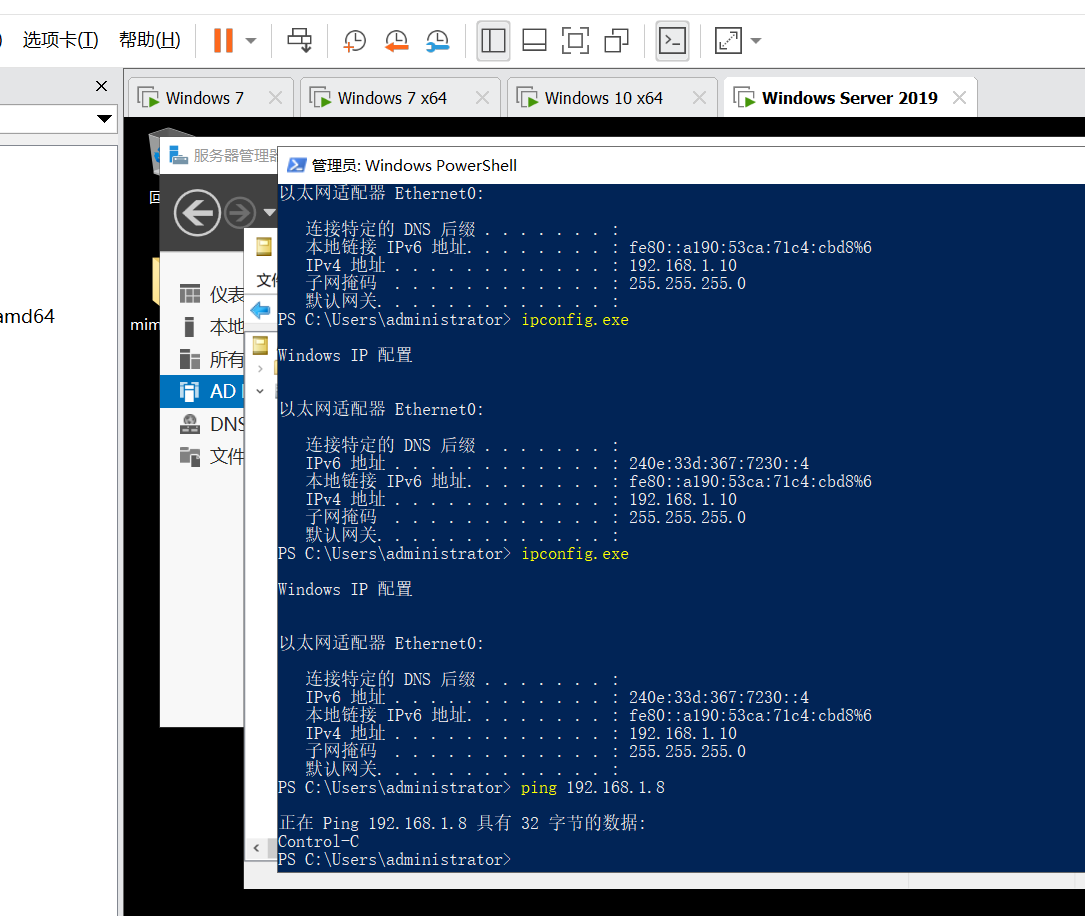 选项卡(T) 帮助(H)
Windows 7
Windows 7 x64
Windows 10 x64
Windows Server 2019
amd64
回
mim
服务器管理器
仪表
本地
所有
AD
DNS
文件
文件
管理员: Windows PowerShell
以太网适配器 Ethernet0:
连接特定的 DNS 后缀 . . . . . . . :
本地链接 IPv6 地址. . . . . . . . : fe80::a190:53ca:71c4:cbd8%6
IPv4 地址 . . . . . . . . . . . . : 192.168.1.10
子网掩码 . . . . . . . . . . . . : 255.255.255.0
默认网关. . . . . . . . . . . . . :
PS C:\Users\administrator> ipconfig.exe
Windows IP 配置
以太网适配器 Ethernet0:
连接特定的 DNS 后缀 . . . . . . . :
IPv6 地址 . . . . . . . . . . . . : 240e:33d:367:7230::4
本地链接 IPv6 地址. . . . . . . . : fe80::a190:53ca:71c4:cbd8%6
IPv4 地址 . . . . . . . . . . . . : 192.168.1.10
子网掩码 . . . . . . . . . . . . : 255.255.255.0
默认网关. . . . . . . . . . . . . :
PS C:\Users\administrator> ipconfig.exe
Windows IP 配置
以太网适配器 Ethernet0:
连接特定的 DNS 后缀 . . . . . . . :
IPv6 地址 . . . . . . . . . . . . : 240e:33d:367:7230::4
本地链接 IPv6 地址. . . . . . . . : fe80::a190:53ca:71c4:cbd8%6
IPv4 地址 . . . . . . . . . . . . : 192.168.1.10
子网掩码 . . . . . . . . . . . . : 255.255.255.0
默认网关. . . . . . . . . . . . . :
PS C:\Users\administrator> ping 192.168.1.8
正在 Ping 192.168.1.8 具有 32 字节的数据:
Control-C
PS C:\Users\administrator>